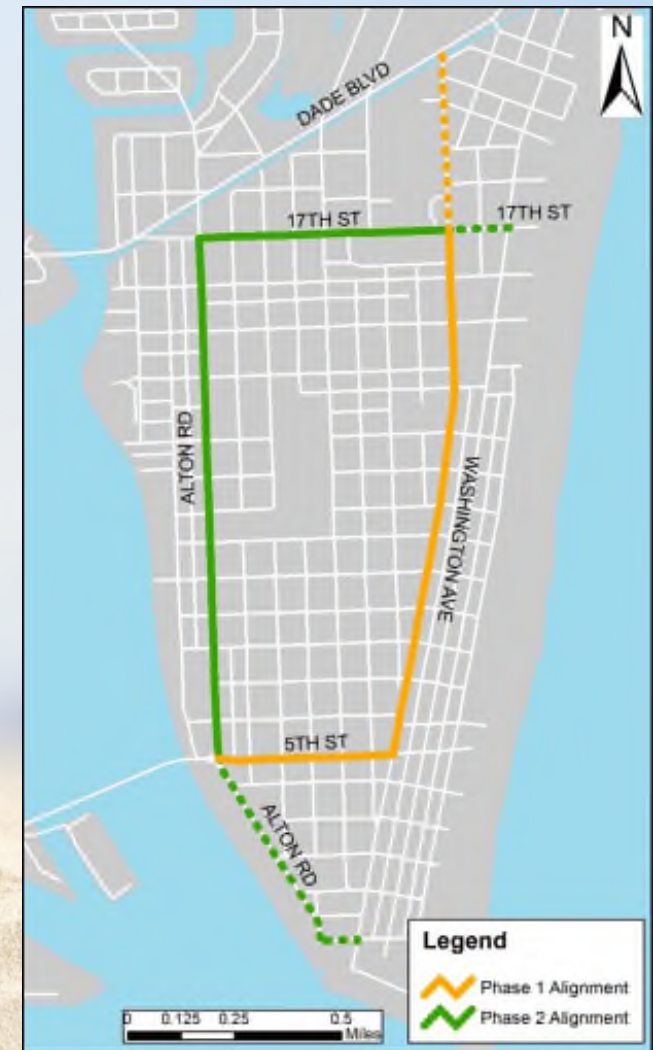 N
DADE BLVD
17TH ST
17TH ST
ALTON RD
WASHINGTON AVE
5TH ST
ALTON RD
Legend
Phase 1 Alignment
Phase 2 Alignment
0 0.125 0.25 0.5
Miles